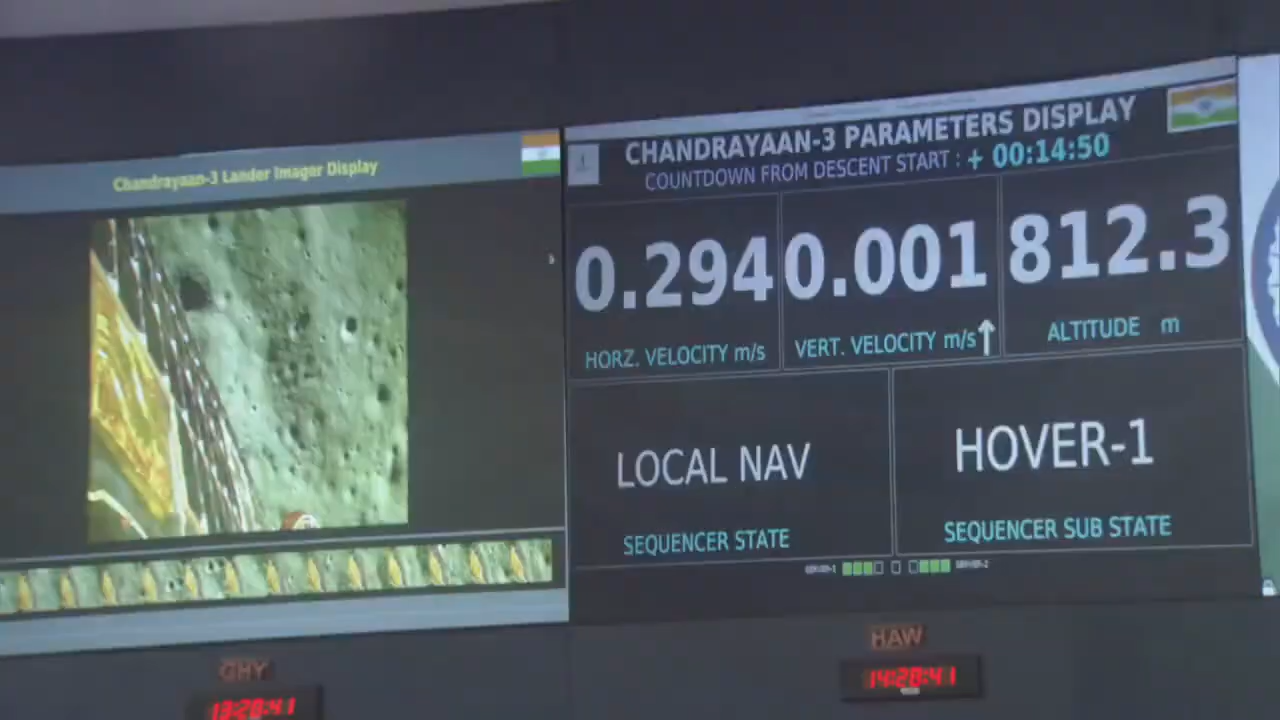 Chandrayaan-3 Lander Imager Display
CHANDRAYAAN-3 PARAMETERS DISPLAY
COUNTDOWN FROM DESCENT START : + 00:14:50
0.294
HORZ. VELOCITY m/s
0.001
VERT. VELOCITY m/s↑
812.3
ALTITUDE m
LOCAL NAV
SEQUENCER STATE
HOVER-1
SEQUENCER SUB STATE
GHY
13:28:41
HAW
14:28:41